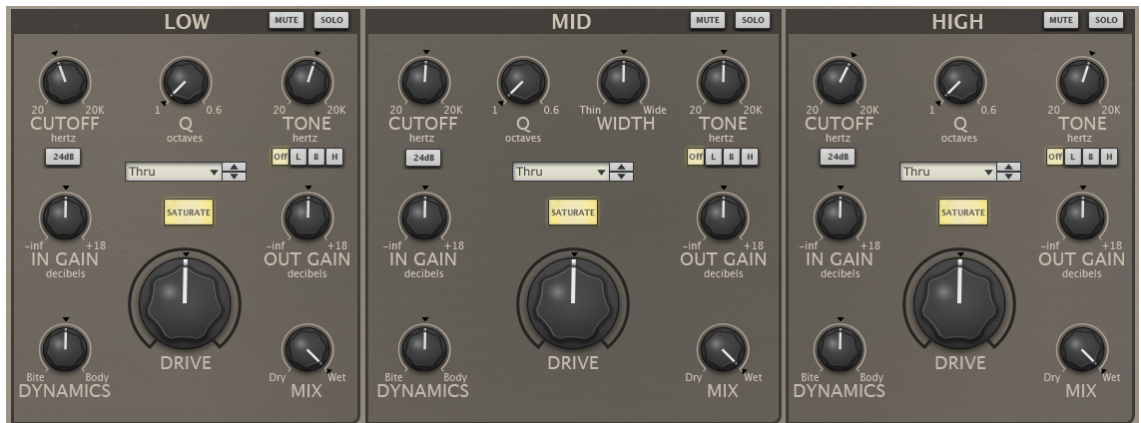 LOW MUTE SOLO
20 20K 1 0.6 20 20K
CUTOFF Q TONE
hertz octaves hertz
24dB Off L B H
Thru
SATURATE
-inf +18 -inf +18
IN GAIN OUT GAIN
decibels decibels
Bite Body DRIVE Dry Wet
DYNAMICS MIX
MID MUTE SOLO
20 20K 1 0.6 Thin Wide 20 20K
CUTOFF Q WIDTH TONE
hertz octaves hertz
24dB Off L B H
Thru
SATURATE
-inf +18 -inf +18
IN GAIN OUT GAIN
decibels decibels
Bite Body DRIVE Dry Wet
DYNAMICS MIX
HIGH MUTE SOLO
20 20K 1 0.6 20 20K
CUTOFF Q TONE
hertz octaves hertz
24dB Off L B H
Thru
SATURATE
-inf +18 -inf +18
IN GAIN OUT GAIN
decibels decibels
Bite Body DRIVE Dry Wet
DYNAMICS MIX